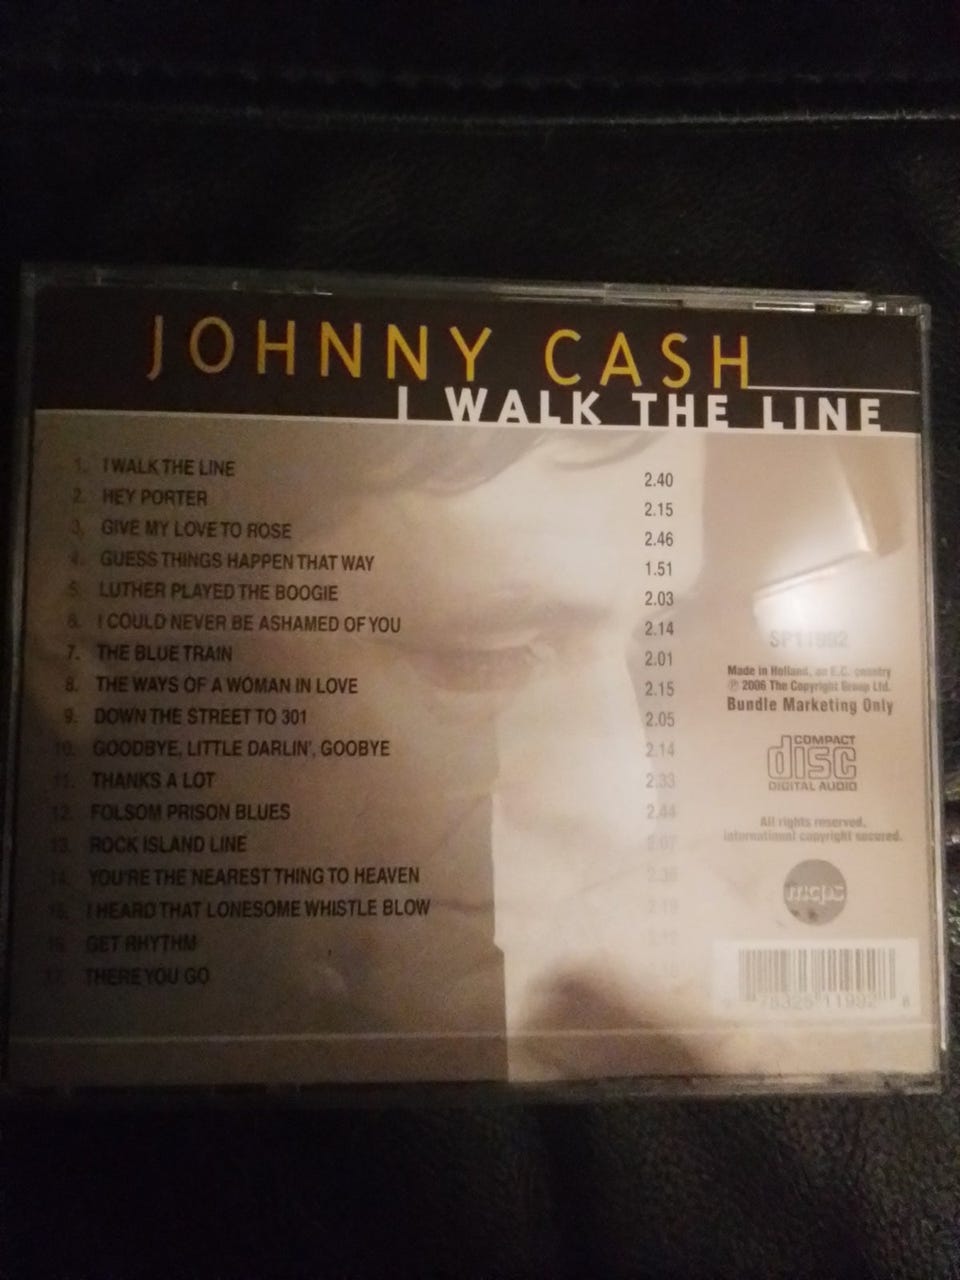 JOHNNY CASH
I WALK THE LINE
1. I WALK THE LINE 2.40
2. HEY PORTER 2.15
3. GIVE MY LOVE TO ROSE 2.46
4. GUESS THINGS HAPPEN THAT WAY 1.51
5. LUTHER PLAYED THE BOOGIE 2.03
6. I COULD NEVER BE ASHAMED OF YOU 2.14
7. THE BLUE TRAIN 2.01
8. THE WAYS OF A WOMAN IN LOVE 2.15
9. DOWN THE STREET TO 301 2.05
10. GOODBYE, LITTLE DARLIN', GOOBYE 2.14
11. THANKS A LOT 2.33
12. FOLSOM PRISON BLUES 2.44
13. ROCK ISLAND LINE
14. YOU'RE THE NEAREST THING TO HEAVEN
15. I HEARD THAT LONESOME WHISTLE BLOW
16. GET RHYTHM
17. THERE YOU GO
SP11992
Made in Holland, an E.C. country
℗ 2006 The Copyright Group Ltd.
Bundle Marketing Only
COMPACT
disc
DIGITAL AUDIO
All rights reserved,
international copyright secured.
mcps
78325 11992 8